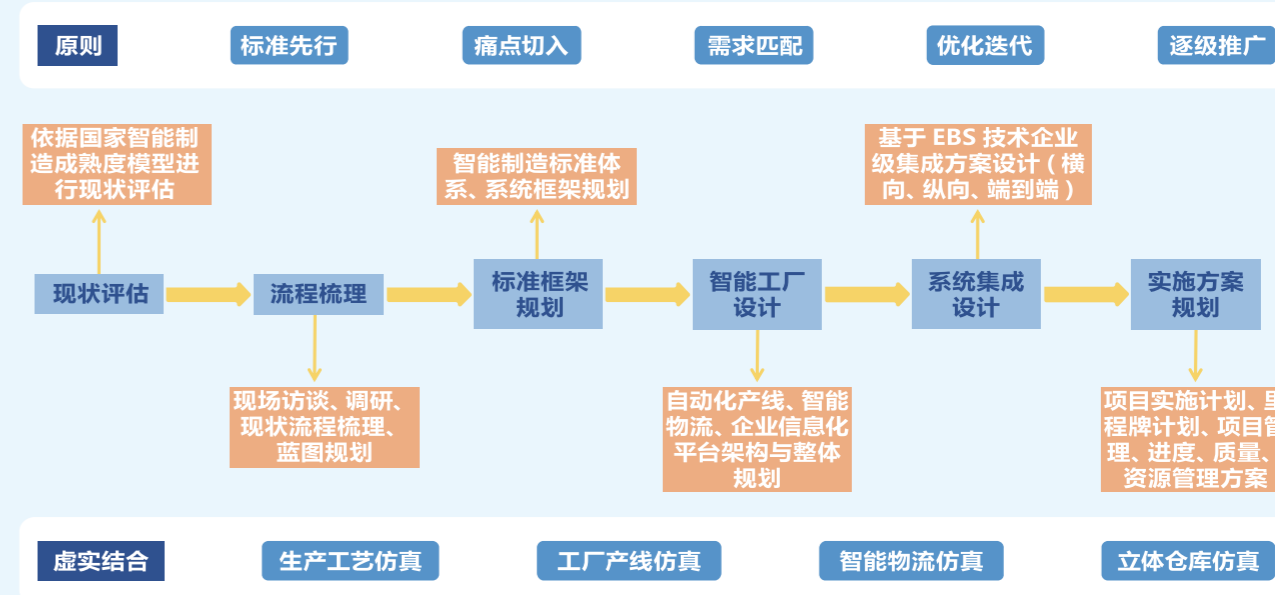 原则
标准先行
痛点切入
需求匹配
优化迭代
逐级推广
依据国家智能制
造成熟度模型进
行现状评估
智能制造标准体
系、系统框架规划
基于 EBS 技术企业
级集成方案设计（横
向、纵向、端到端）
现状评估
流程梳理
标准框架
规划
智能工厂
设计
系统集成
设计
实施方案
规划
现场访谈、调研、
现状流程梳理、
蓝图规划
自动化产线、智能
物流、企业信息化
平台架构与整体
规划
项目实施计划、里
程牌计划、项目管
理、进度、质量、
资源管理方案
虚实结合
生产工艺仿真
工厂产线仿真
智能物流仿真
立体仓库仿真